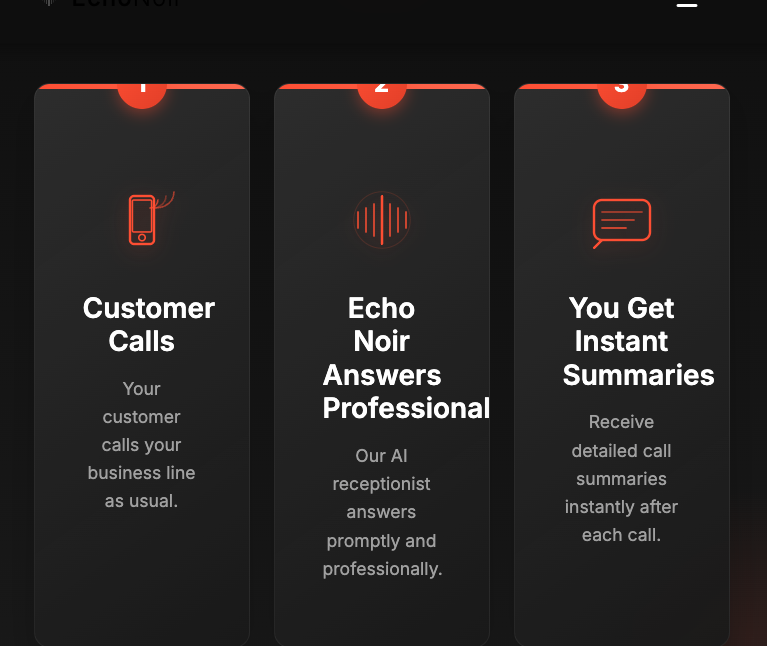 EchoNoir
1
2
3
Customer
Calls
Your
customer
calls your
business line
as usual.
Echo
Noir
Answers
Professional
Our AI
receptionist
answers
promptly and
professionally.
You Get
Instant
Summaries
Receive
detailed call
summaries
instantly after
each call.